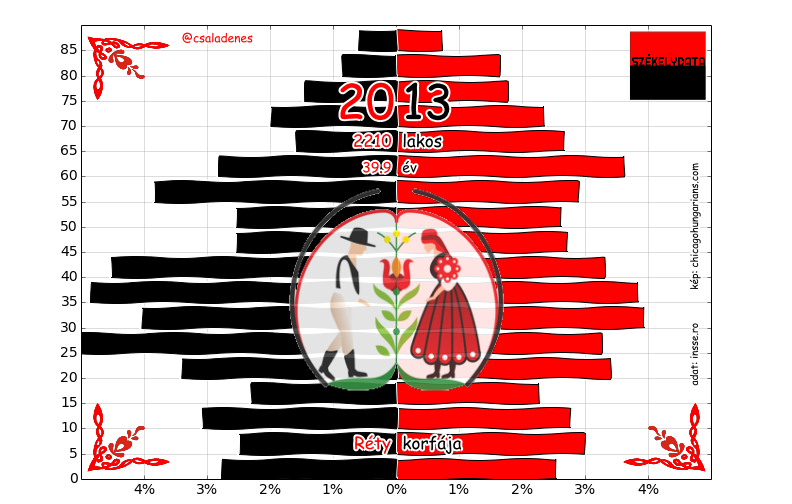 @csaladenes
SZÉKELYDATA
2013
2210 lakos
39.9 év
Réty korfája
kép: chicagohungarians.com
adat: insse.ro
85
80
75
70
65
60
55
50
45
40
35
30
25
20
15
10
5
0
4% 3% 2% 1% 0% 1% 2% 3% 4%